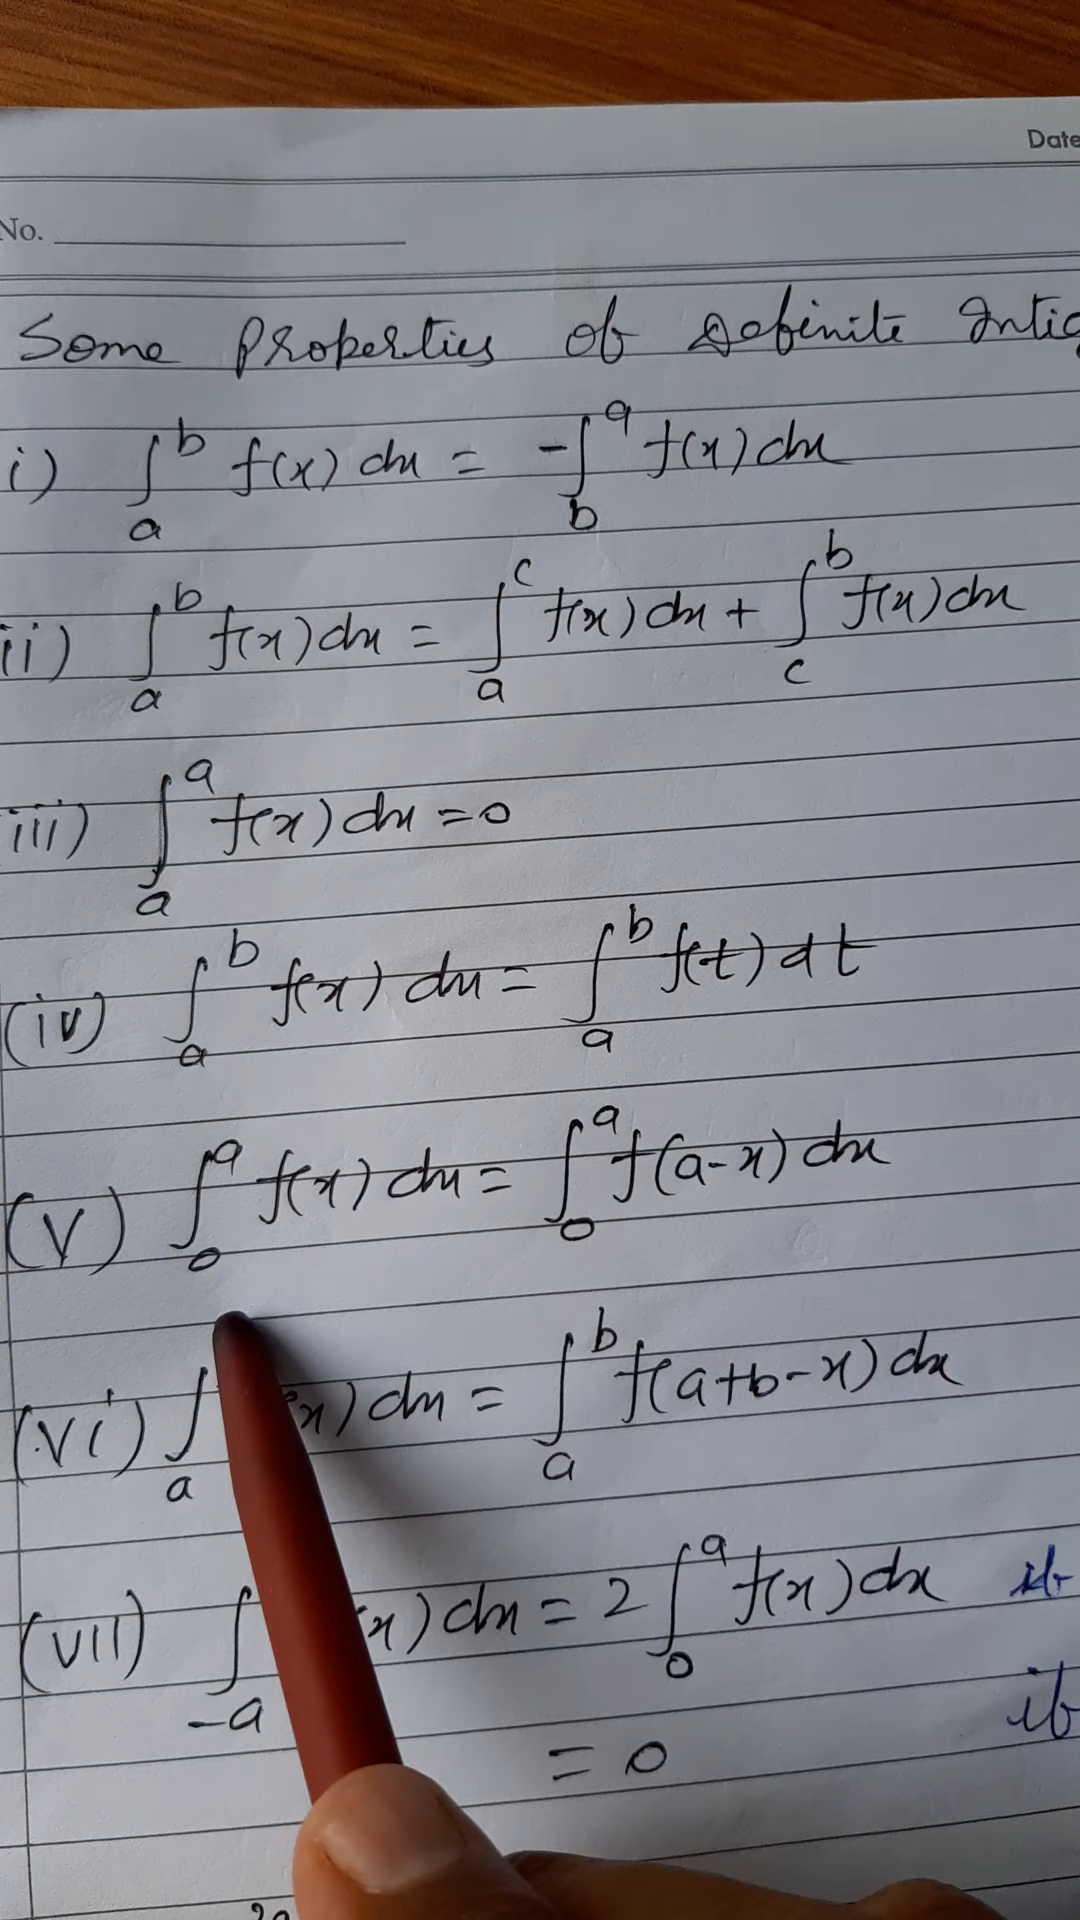 Date
No.
Some Properties of Definite
i) ∫_a^b f(x) dx = -∫_b^a f(x) dx
ii) ∫_a^b f(x) dx = ∫_a^c f(x) dx + ∫_c^b f(x) dx
iii) ∫_a^a f(x) dx = 0
(iv) ∫_a^b f(x) dx = ∫_a^b f(t) dt
(v) ∫_0^a f(x) dx = ∫_0^a f(a-x) dx
(vi) ∫_a x) dx = ∫_a^b f(a+b-x) dx
(vii) ∫_-a x) dx = 2 ∫_0^a f(x) dx if
= 0 if